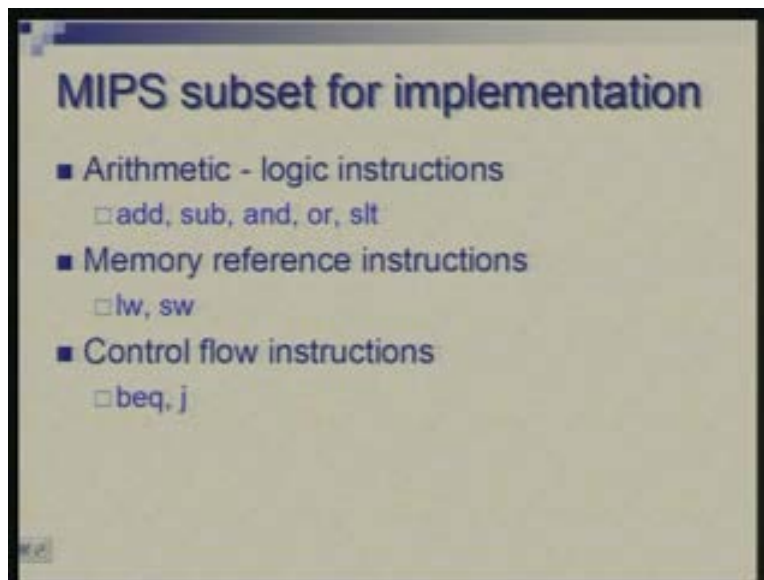 MIPS subset for implementation
Arithmetic - logic instructions
add, sub, and, or, slt
Memory reference instructions
lw, sw
Control flow instructions
beq, j